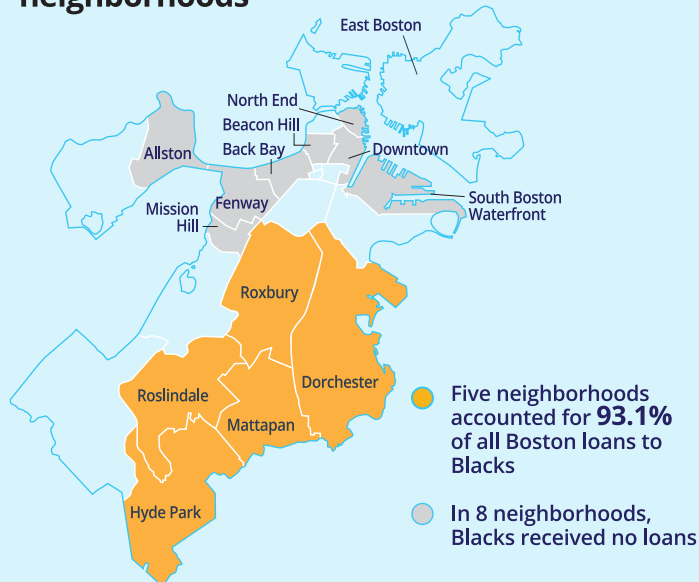 neighborhoods
East Boston
North End
Beacon Hill
Back Bay
Downtown
Allston
South Boston
Waterfront
Mission
Hill
Fenway
Roxbury
Dorchester
Roslindale
Mattapan
Hyde Park
Five neighborhoods
accounted for 93.1%
of all Boston loans to
Blacks
In 8 neighborhoods,
Blacks received no loans